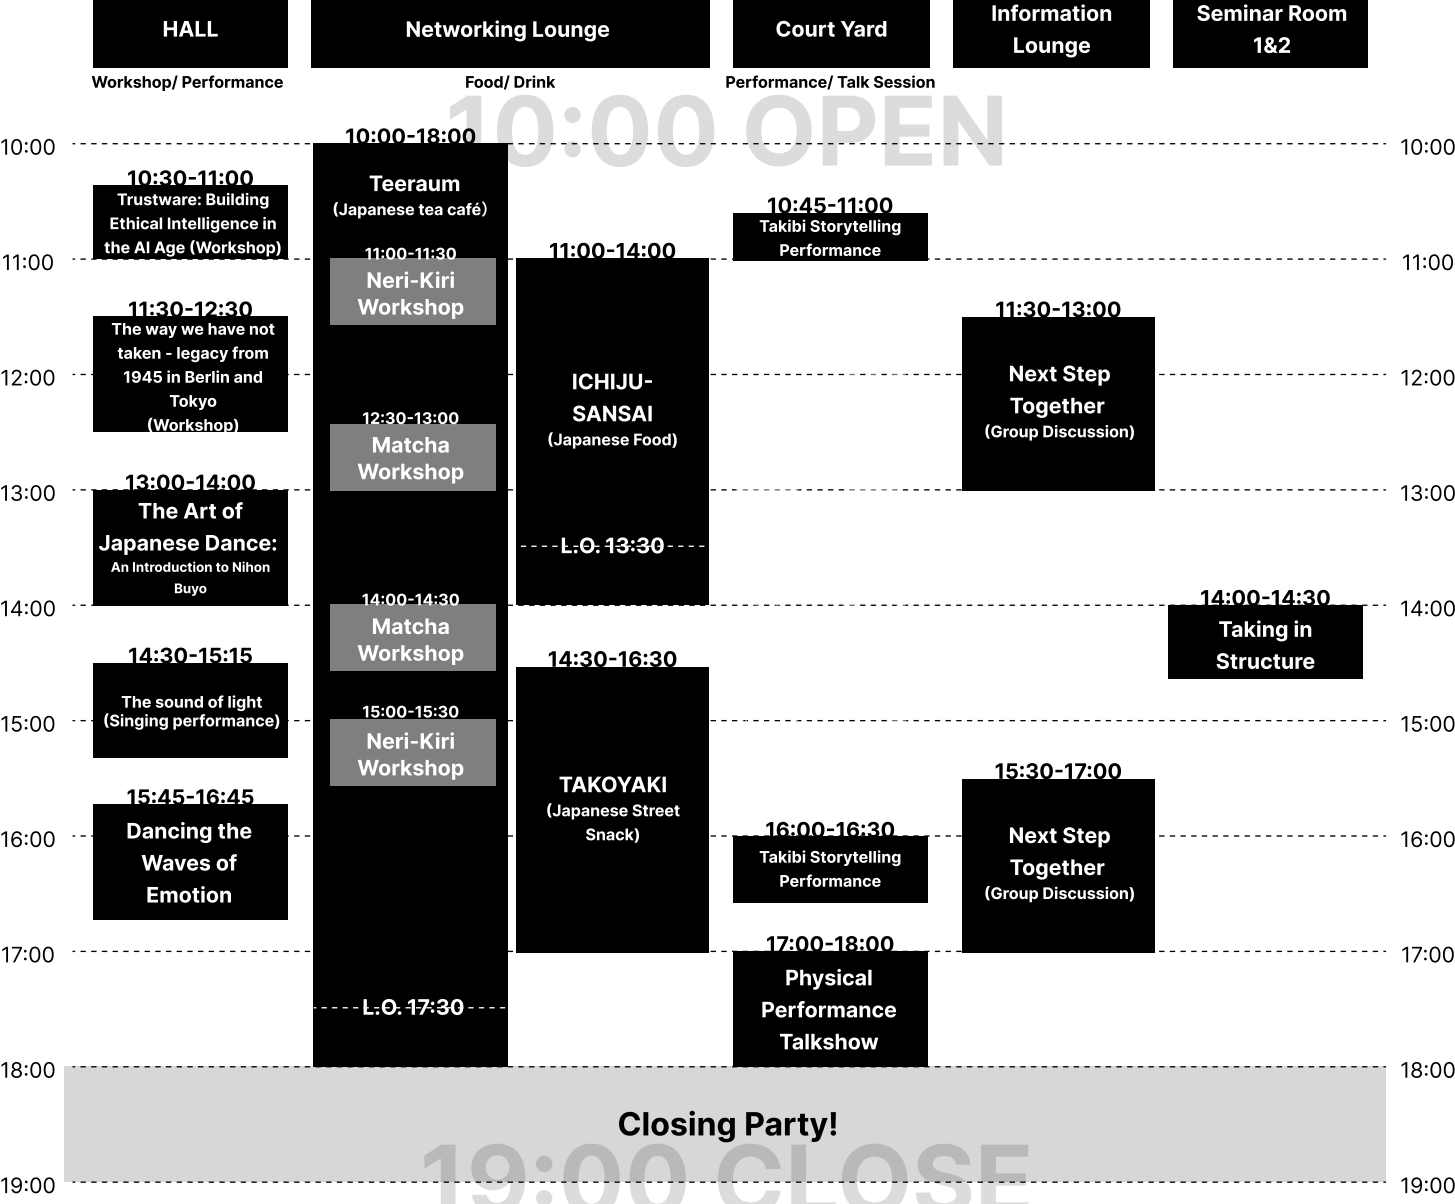 HALL
Networking Lounge
Court Yard
Information
Lounge
Seminar Room
1&2
Workshop/ Performance
Food/ Drink
Performance/ Talk Session
10:00 OPEN
10:00
10:00
11:00
11:00
12:00
12:00
13:00
13:00
14:00
14:00
15:00
15:00
16:00
16:00
17:00
17:00
18:00
18:00
19:00
19:00
10:30-11:00
Trustware: Building
Ethical Intelligence in
the AI Age (Workshop)
11:30-12:30
The way we have not
taken - legacy from
1945 in Berlin and
Tokyo
(Workshop)
13:00-14:00
The Art of
Japanese Dance:
An Introduction to Nihon
Buyo
14:30-15:15
The sound of light
(Singing performance)
15:45-16:45
Dancing the
Waves of
Emotion
10:00-18:00
Teeraum
(Japanese tea café）
11:00-11:30
Neri-Kiri
Workshop
12:30-13:00
Matcha
Workshop
14:00-14:30
Matcha
Workshop
15:00-15:30
Neri-Kiri
Workshop
L.O. 17:30
11:00-14:00
ICHIJU-
SANSAI
(Japanese Food)
L.O. 13:30
14:30-16:30
TAKOYAKI
(Japanese Street
Snack)
10:45-11:00
Takibi Storytelling
Performance
16:00-16:30
Takibi Storytelling
Performance
17:00-18:00
Physical
Performance
Talkshow
11:30-13:00
Next Step
Together
(Group Discussion)
15:30-17:00
Next Step
Together
(Group Discussion)
14:00-14:30
Taking in
Structure
Closing Party!
19:00 CLOSE